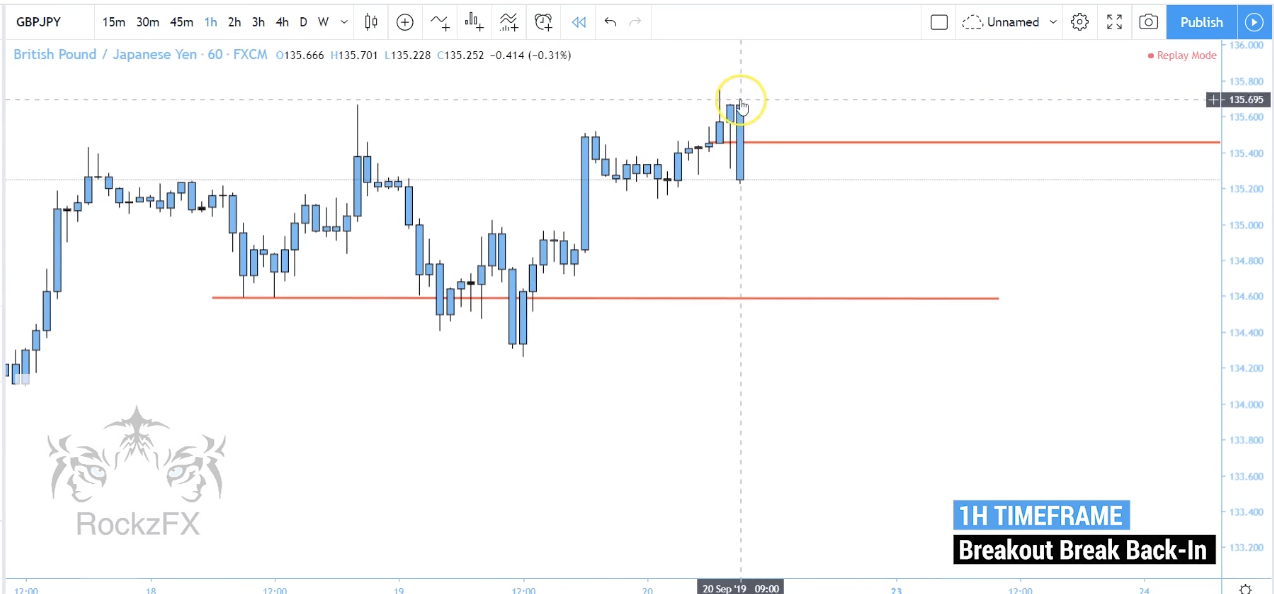 GBPJPY 15m 30m 45m 1h 2h 3h 4h D W Unnamed Publish
British Pound / Japanese Yen · 60 · FXCM O135.666 H135.701 L135.228 C135.252 −0.414 (−0.31%)
Replay Mode
136.000
135.800
135.695
135.600
135.400
135.200
135.000
134.800
134.600
134.400
134.200
134.000
133.800
133.600
133.400
133.200
RockzFX
1H TIMEFRAME
Breakout Break Back-In
12:00 18 12:00 19 12:00 20 20 Sep '19 09:00 23 12:00 24